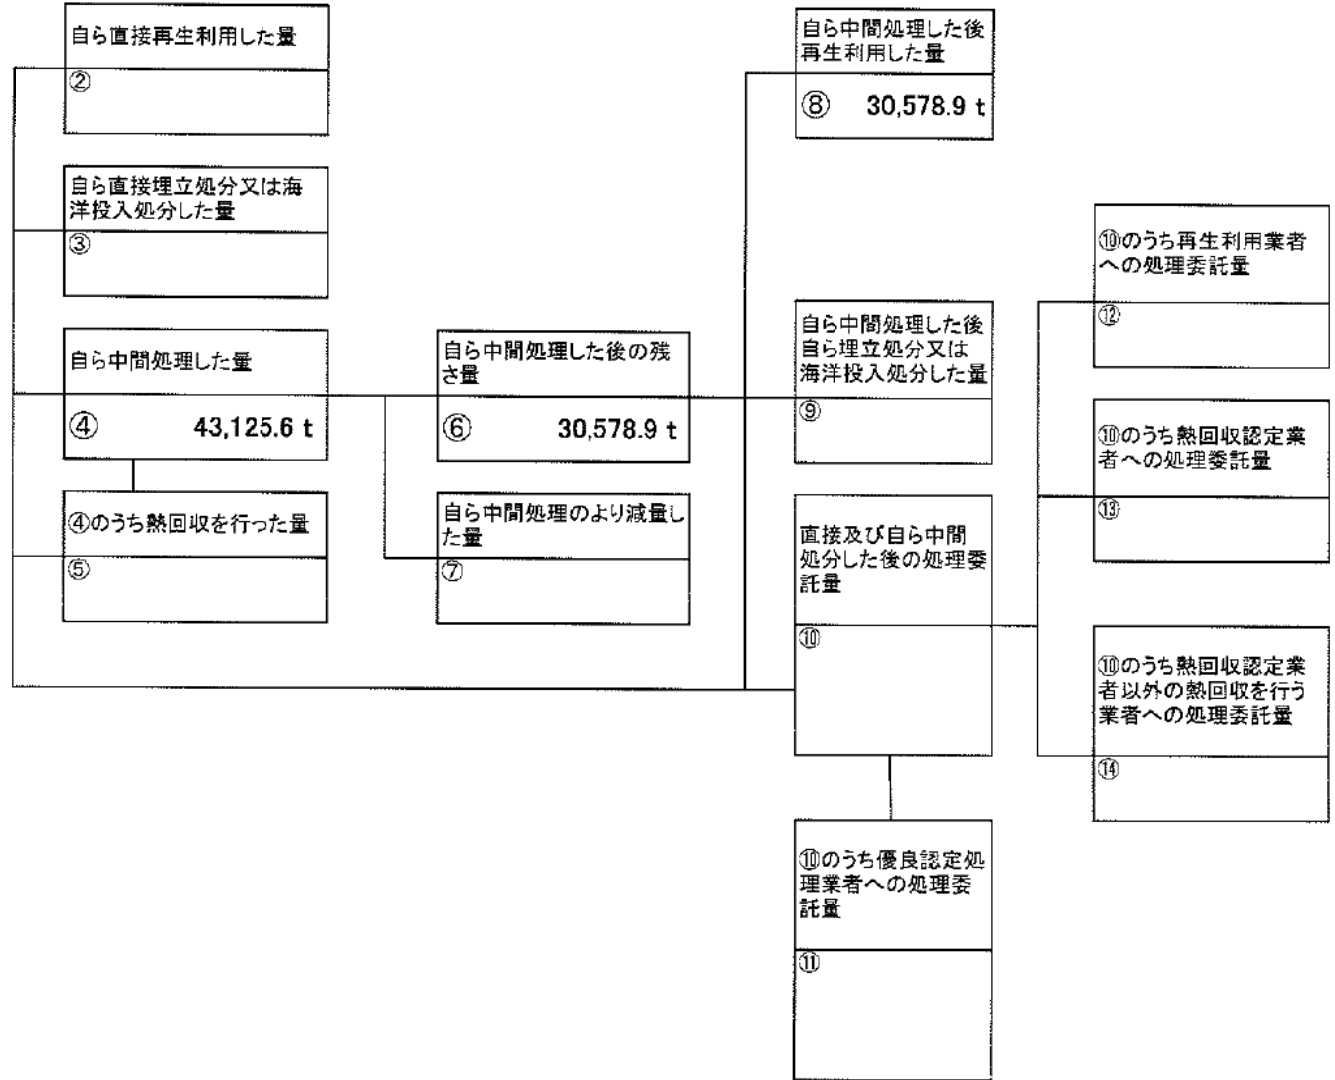 自ら直接再生利用した量
②
自ら直接埋立処分又は海
洋投入処分した量
③
自ら中間処理した量
④ 43,125.6 t
④のうち熱回収を行った量
⑤
自ら中間処理した後の残
さ量
⑥ 30,578.9 t
自ら中間処理のより減量し
た量
⑦
自ら中間処理した後
再生利用した量
⑧ 30,578.9 t
自ら中間処理した後
自ら埋立処分又は
海洋投入処分した量
⑨
直接及び自ら中間
処分した後の処理委
託量
⑩
⑩のうち優良認定処
理業者への処理委
託量
⑪
⑩のうち再生利用業者
への処理委託量
⑫
⑩のうち熱回収認定業
者への処理委託量
⑬
⑩のうち熱回収認定業
者以外の熱回収を行う
業者への処理委託量
⑭